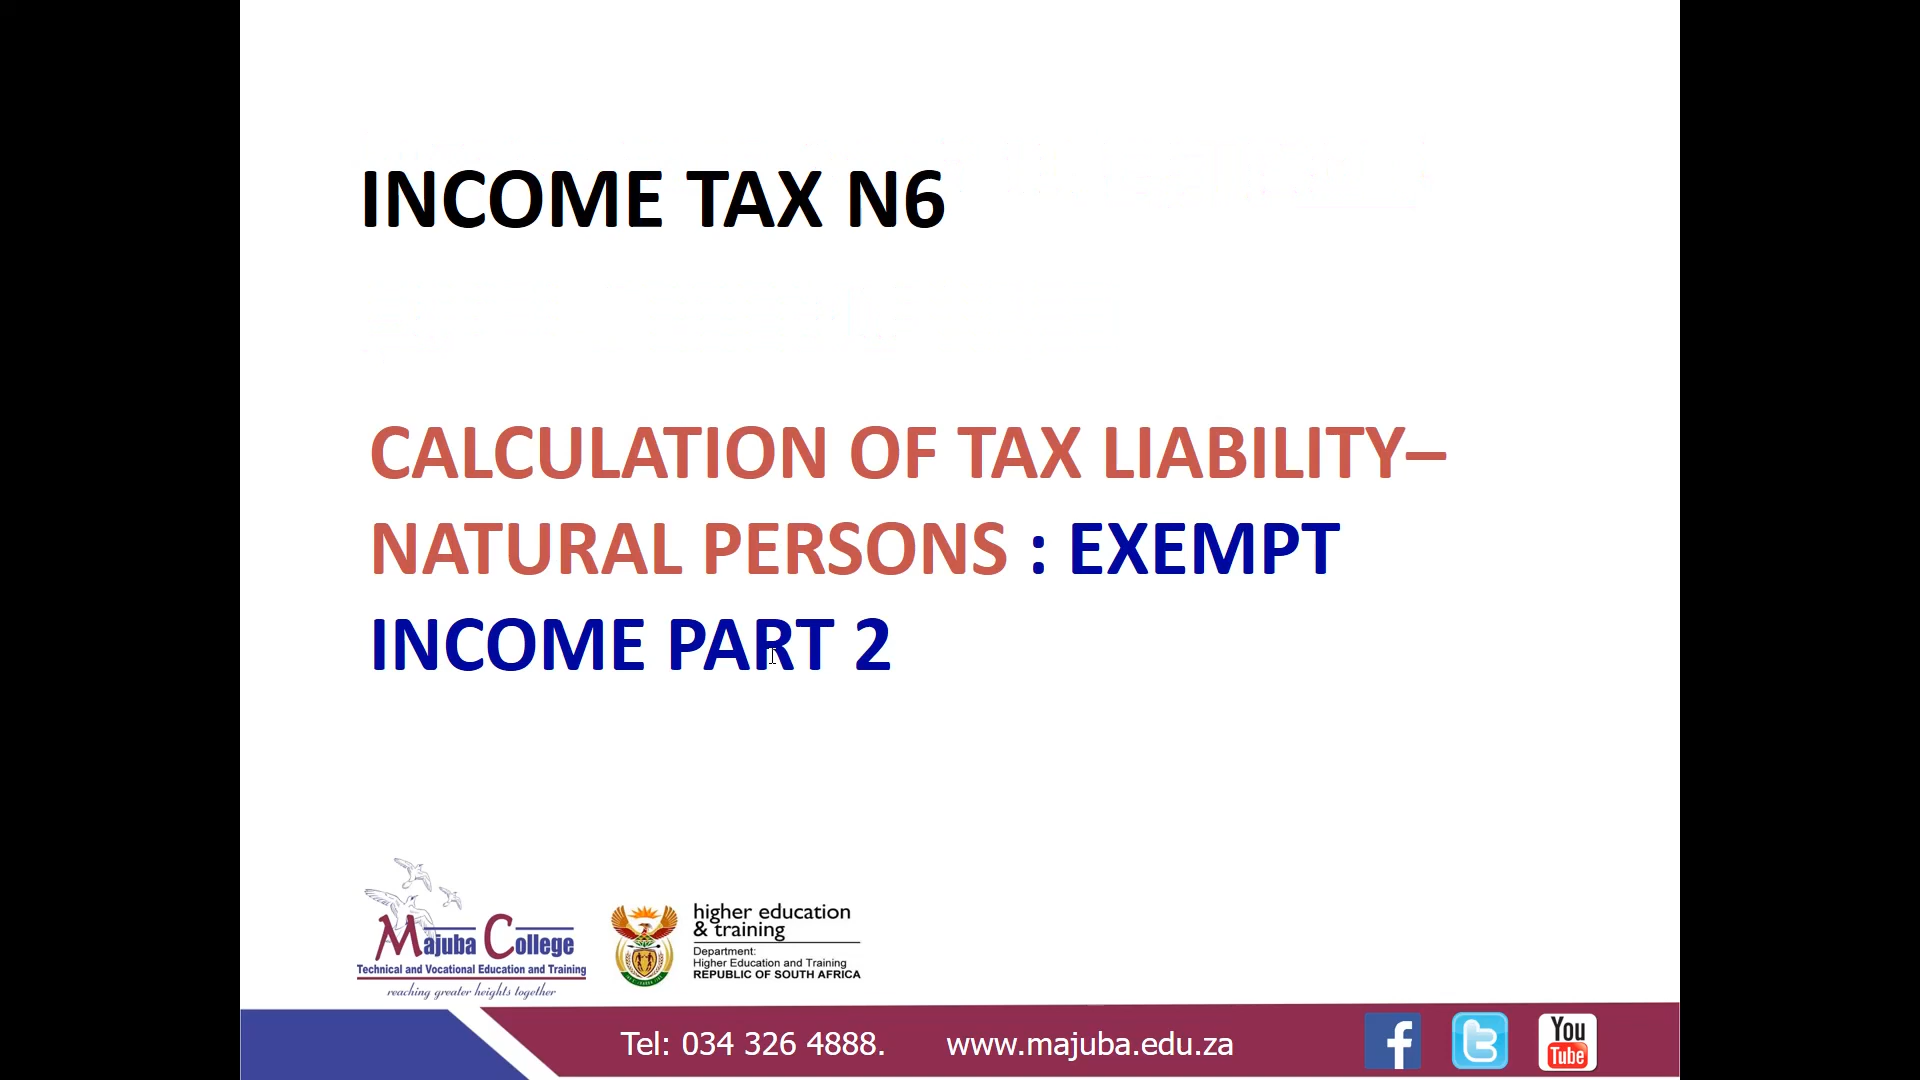 INCOME TAX N6
CALCULATION OF TAX LIABILITY–
NATURAL PERSONS : EXEMPT
INCOME PART 2
Majuba College
Technical and Vocational Education and Training
reaching greater heights together
higher education
& training
Department:
Higher Education and Training
REPUBLIC OF SOUTH AFRICA
Tel: 034 326 4888. www.majuba.edu.za
You
Tube